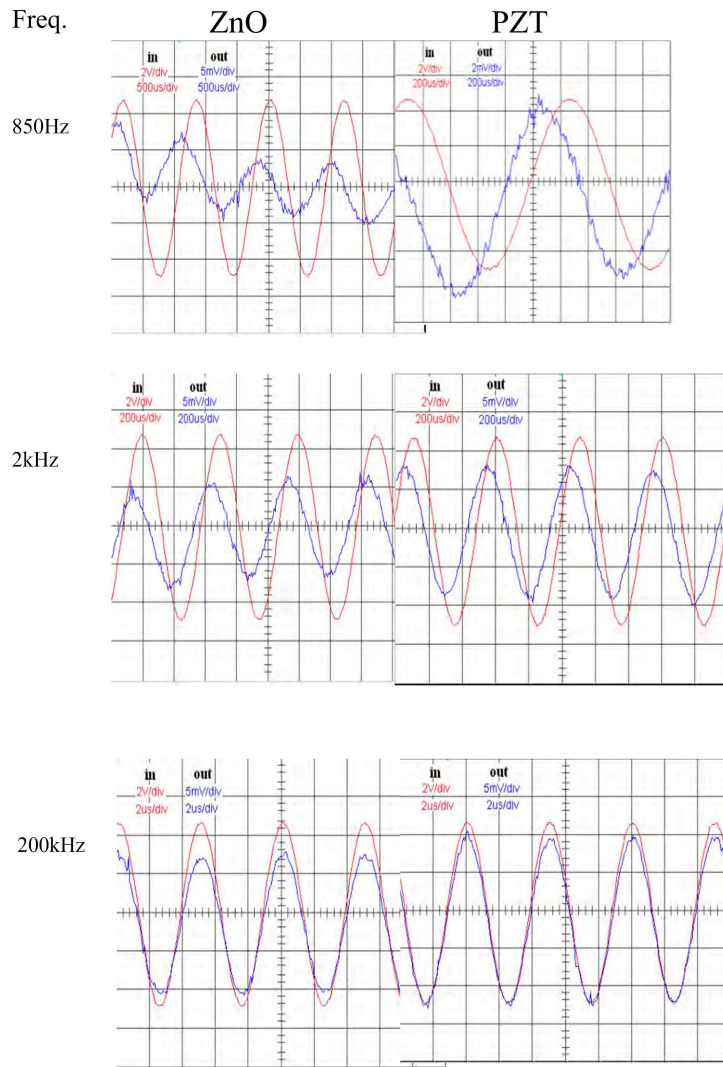 Freq. ZnO PZT
in out in out
2V/div 5mV/div 2V/div 2mV/div
500us/div 500us/div 200us/div 200us/div
850Hz
in out in out
2V/div 5mV/div 2V/div 5mV/div
200us/div 200us/div 200us/div 200us/div
2kHz
in out in out
2V/div 5mV/div 2V/div 5mV/div
2us/div 2us/div 2us/div 2us/div
200kHz